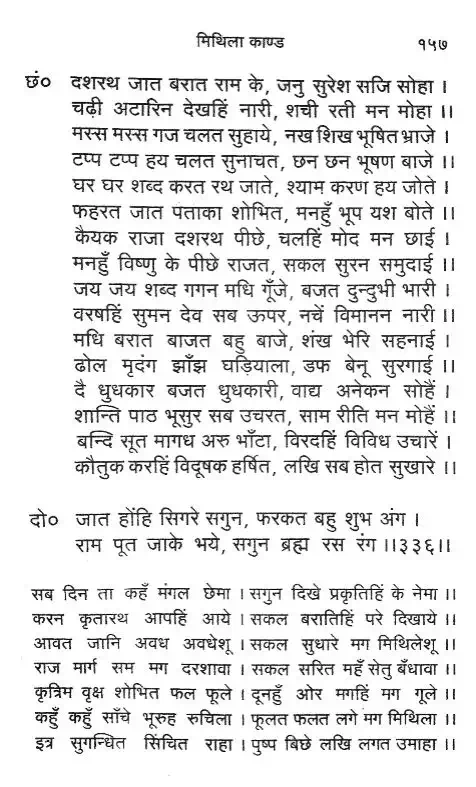 मिथिला काण्ड १५७
छं० दशरथ जात बरात राम के, जनु सुरेश सजि सोहा ।
चढ़ी अटारिन देखहिं नारी, शची रती मन मोहा ।।
मस्स मस्स गज चलत सुहाये, नख शिख भूषित भ्राजे ।
टप्प टप्प हय चलत सुनाचत, छन छन भूषण बाजे ।।
घर घर शब्द करत रथ जाते, श्याम करण हय जोते ।
फहरत जात पताका शोभित, मनहुँ भूप यश बोते ।।
कैयक राजा दशरथ पीछे, चलहिं मोद मन छाई ।
मनहुँ विष्णु के पीछे राजत, सकल सुरन समुदाई ।।
जय जय शब्द गगन मधि गूँजे, बजत दुन्दुभी भारी ।
वरषहिं सुमन देव सब ऊपर, नचें विमानन नारी ।।
मधि बरात बाजत बहु बाजे, शंख भेरि सहनाई ।
ढोल मृदंग झाँझ घड़ियाला, डफ बेनू सुरगाई ।।
दै धुधकार बजत धुधकारी, वाद्य अनेकन सोहैं ।
शान्ति पाठ भूसुर सब उचरत, साम रीति मन मोहैं ।।
बन्दि सूत मागध अरु भाँटा, विरदहिं विविध उचारें ।
कौतुक करहिं विदूषक हर्षित, लखि सब होत सुखारे ।।
दो० जात होंहि सिगरे सगुन, फरकत बहु शुभ अंग ।
राम पूत जाके भये, सगुन ब्रह्म रस रंग ।।३३६।।
सब दिन ता कहँ मंगल छेमा । सगुन दिखे प्रकृतिहिं के नेमा ।।
करन कृतारथ आपहिं आये । सकल बरातिहिं परे दिखाये ।।
आवत जानि अवध अवधेशू । सकल सुधारे मग मिथिलेशू ।।
राज मार्ग सम मग दरशावा । सकल सरित महँ सेतु बँधावा ।।
कृत्रिम वृक्ष शोभित फल फूले । दूनहुँ ओर मगहिं मग गूले ।।
कहुँ कहुँ साँचे भूरुह रुचिला । फूलत फलत लगे मग मिथिला ।।
इत्र सुगन्धित सिंचित राहा । पुष्प बिछे लखि लगत उमाहा ।।